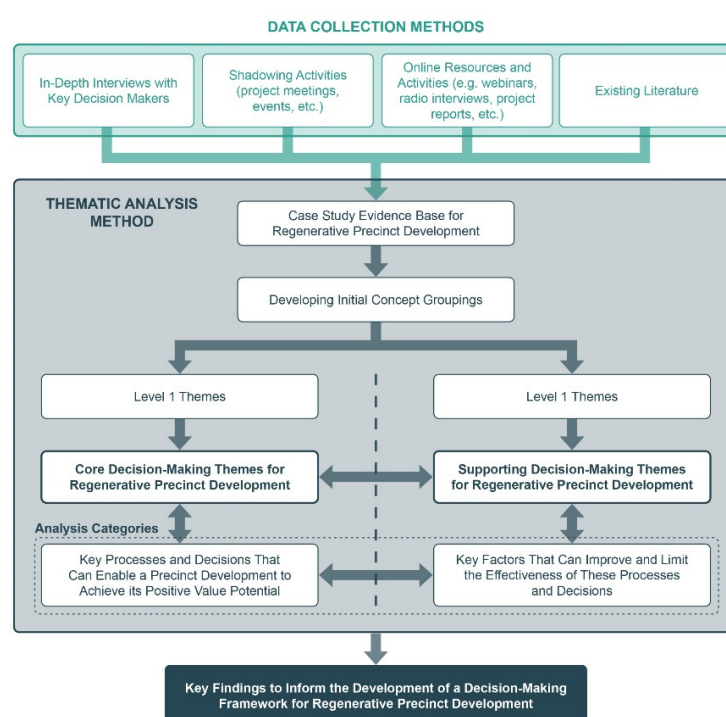 DATA COLLECTION METHODS
In-Depth Interviews with
Key Decision Makers
Shadowing Activities
(project meetings,
events, etc.)
Online Resources and
Activities (e.g. webinars,
radio interviews, project
reports, etc.)
Existing Literature
THEMATIC ANALYSIS
METHOD
Case Study Evidence Base for
Regenerative Precinct Development
Developing Initial Concept Groupings
Level 1 Themes
Level 1 Themes
Core Decision-Making Themes for
Regenerative Precinct Development
Supporting Decision-Making Themes
for Regenerative Precinct Development
Analysis Categories
Key Processes and Decisions That
Can Enable a Precinct Development to
Achieve its Positive Value Potential
Key Factors That Can Improve and Limit
the Effectiveness of These Processes
and Decisions
Key Findings to Inform the Development of a Decision-Making
Framework for Regenerative Precinct Development